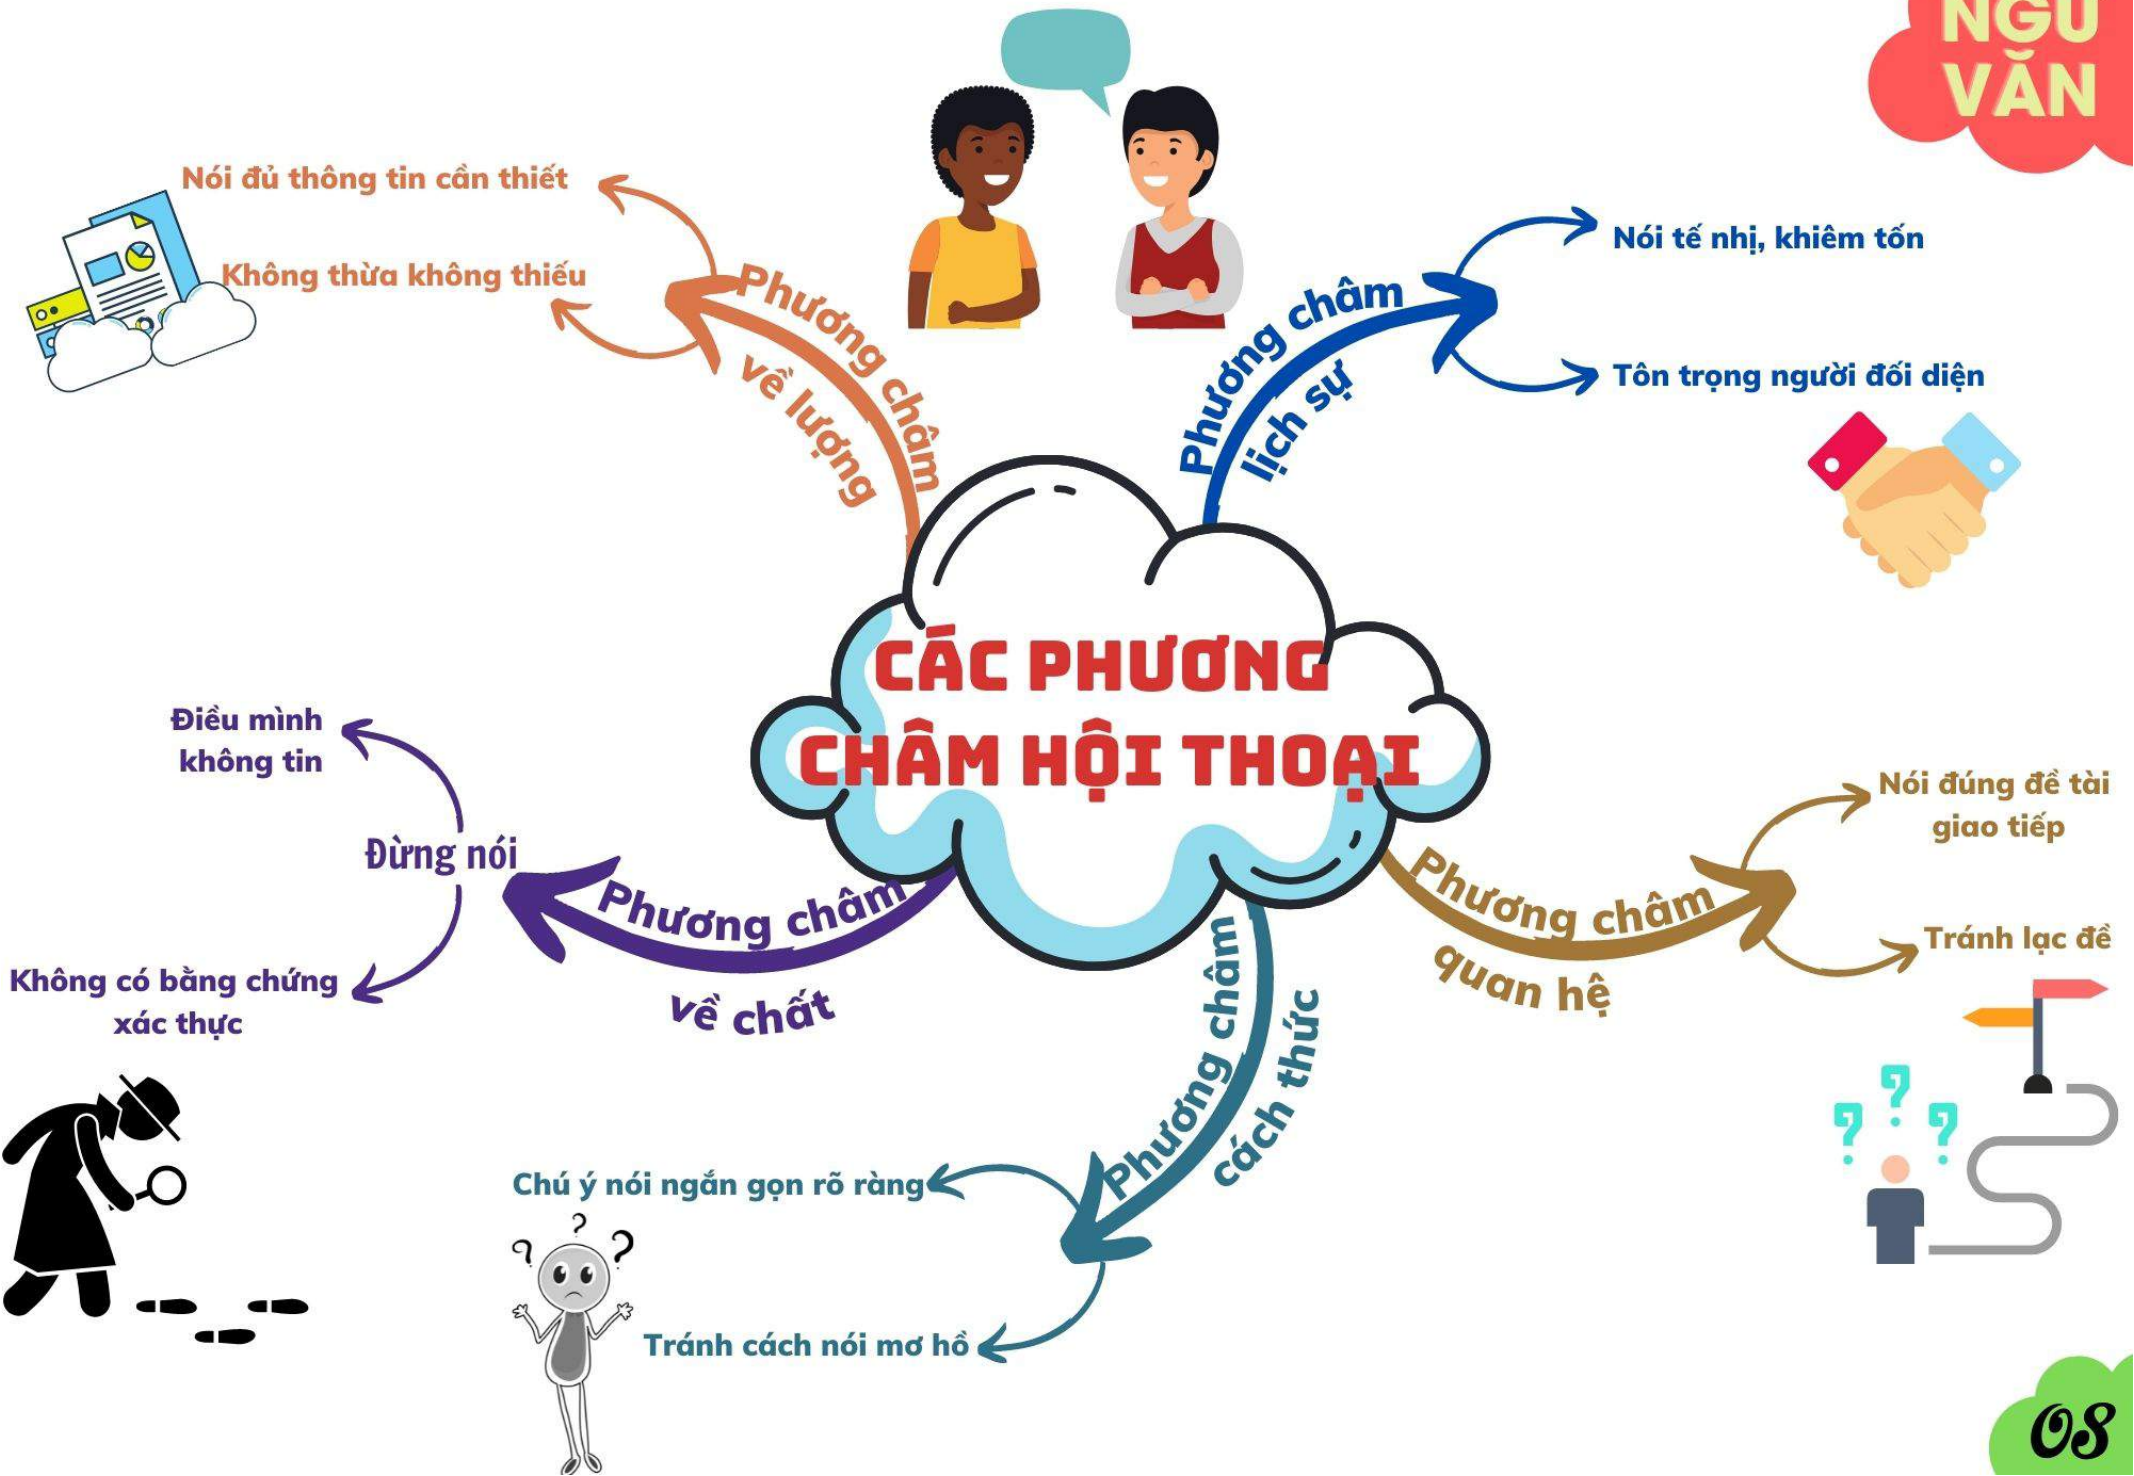 NGỮ
VĂN
Nói đủ thông tin cần thiết
Không thừa không thiếu
Phương châm
về lượng
Phương châm
lịch sự
Nói tế nhị, khiêm tốn
Tôn trọng người đối diện
CÁC PHƯƠNG
CHÂM HỘI THOẠI
Điều mình
không tin
Đừng nói
Không có bằng chứng
xác thực
Phương châm
về chất
Phương châm
quan hệ
Nói đúng đề tài
giao tiếp
Tránh lạc đề
Phương châm
cách thức
Chú ý nói ngắn gọn rõ ràng
Tránh cách nói mơ hồ
? ? ?
? ? ?
08